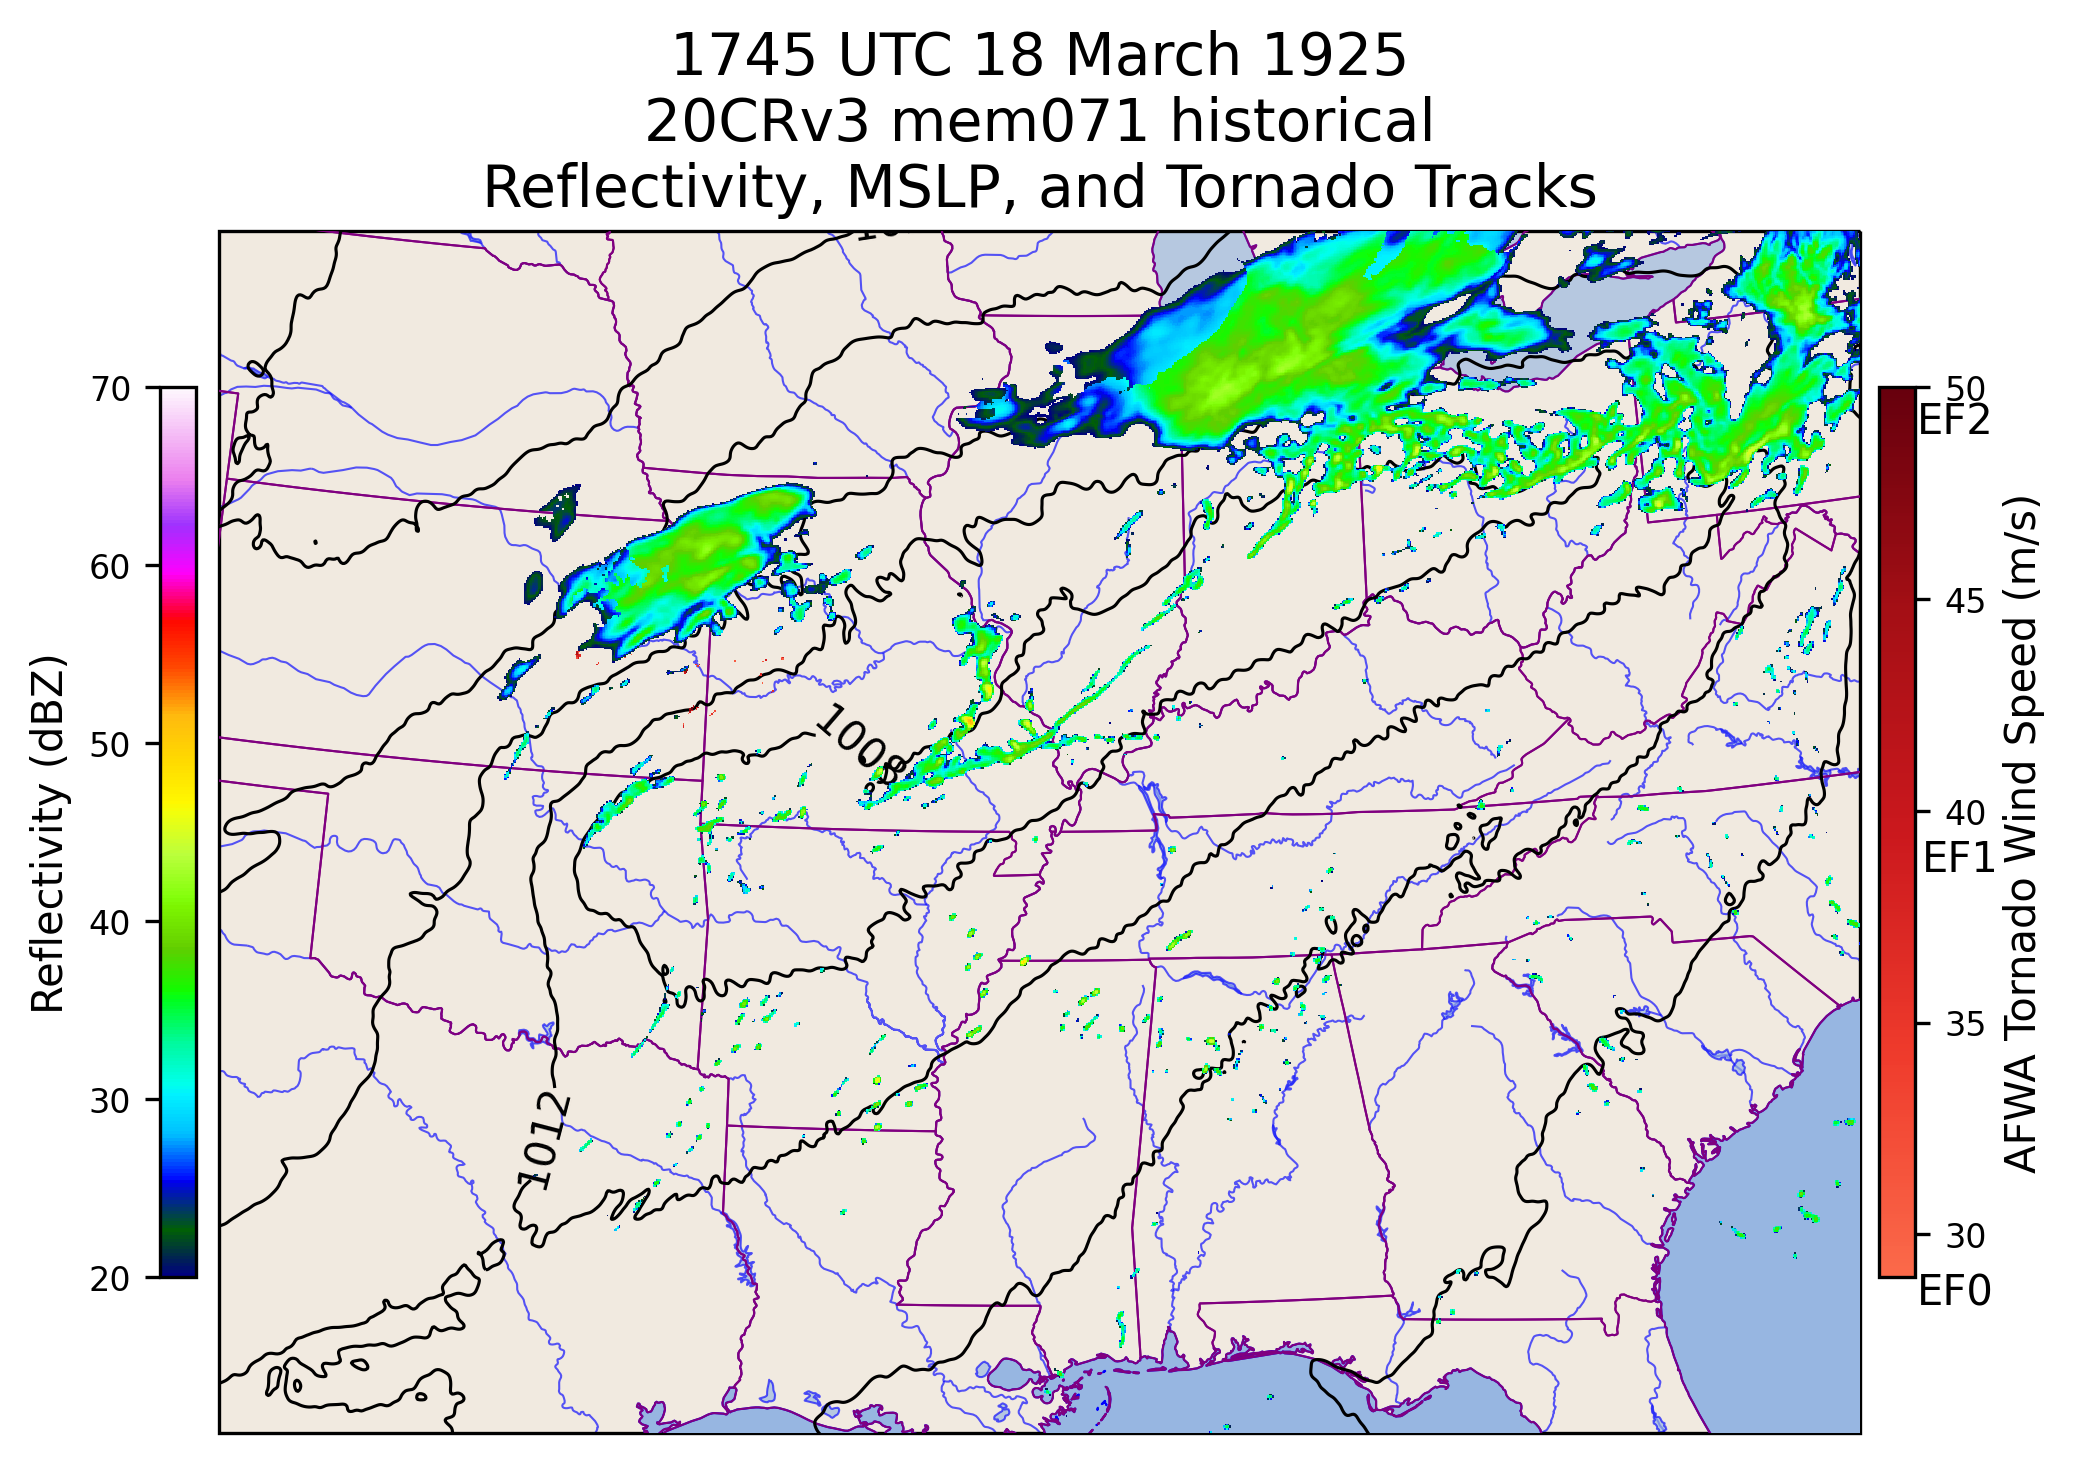 1745 UTC 18 March 1925
20CRv3 mem071 historical
Reflectivity, MSLP, and Tornado Tracks
70
60
50
40
30
20
Reflectivity (dBZ)
1008
1012
50
EF2
45
40
EF1
35
30
EF0
AFWA Tornado Wind Speed (m/s)